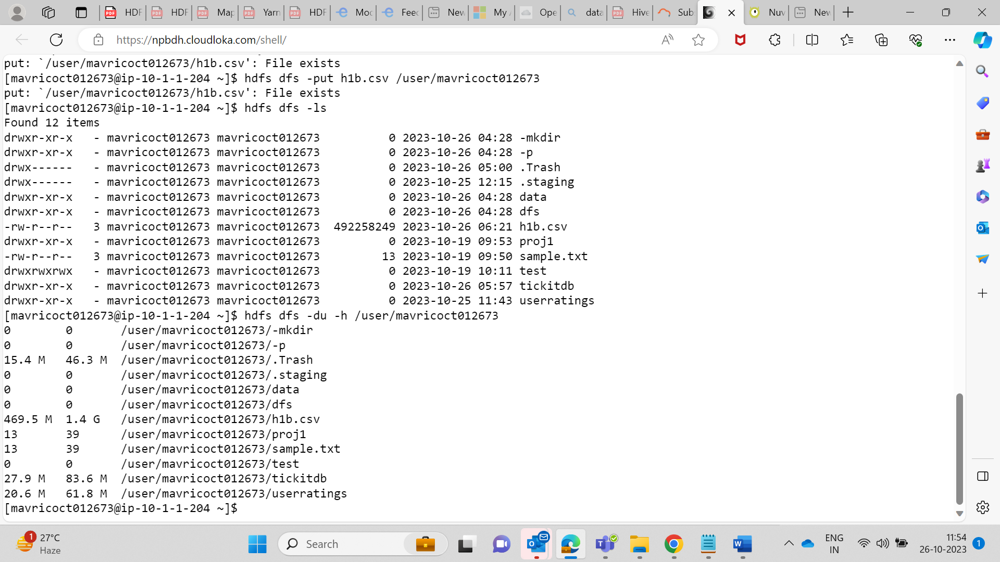 HDF
HDF
Map
Yarn
HDF
Moc
Feec
New
My
Ope
data
Hive
Sub
Nuv
New
https://npbdh.cloudloka.com/shell/
put: `/user/mavricoct012673/h1b.csv': File exists
[mavricoct012673@ip-10-1-1-204 ~]$ hdfs dfs -put h1b.csv /user/mavricoct012673
put: `/user/mavricoct012673/h1b.csv': File exists
[mavricoct012673@ip-10-1-1-204 ~]$ hdfs dfs -ls
Found 12 items
drwxr-xr-x   - mavricoct012673 mavricoct012673          0 2023-10-26 04:28 -mkdir
drwxr-xr-x   - mavricoct012673 mavricoct012673          0 2023-10-26 04:28 -p
drwx------   - mavricoct012673 mavricoct012673          0 2023-10-26 05:00 .Trash
drwx------   - mavricoct012673 mavricoct012673          0 2023-10-25 12:15 .staging
drwxr-xr-x   - mavricoct012673 mavricoct012673          0 2023-10-26 04:28 data
drwxr-xr-x   - mavricoct012673 mavricoct012673          0 2023-10-26 04:28 dfs
-rw-r--r--   3 mavricoct012673 mavricoct012673  492258249 2023-10-26 06:21 h1b.csv
drwxr-xr-x   - mavricoct012673 mavricoct012673          0 2023-10-19 09:53 proj1
-rw-r--r--   3 mavricoct012673 mavricoct012673         13 2023-10-19 09:50 sample.txt
drwxrwxrwx   - mavricoct012673 mavricoct012673          0 2023-10-19 10:11 test
drwxr-xr-x   - mavricoct012673 mavricoct012673          0 2023-10-26 05:57 tickitdb
drwxr-xr-x   - mavricoct012673 mavricoct012673          0 2023-10-25 11:43 userratings
[mavricoct012673@ip-10-1-1-204 ~]$ hdfs dfs -du -h /user/mavricoct012673
0        0       /user/mavricoct012673/-mkdir
0        0       /user/mavricoct012673/-p
15.4 M   46.3 M  /user/mavricoct012673/.Trash
0        0       /user/mavricoct012673/.staging
0        0       /user/mavricoct012673/data
0        0       /user/mavricoct012673/dfs
469.5 M  1.4 G   /user/mavricoct012673/h1b.csv
13       39      /user/mavricoct012673/proj1
13       39      /user/mavricoct012673/sample.txt
0        0       /user/mavricoct012673/test
27.9 M   83.6 M  /user/mavricoct012673/tickitdb
20.6 M   61.8 M  /user/mavricoct012673/userratings
[mavricoct012673@ip-10-1-1-204 ~]$
1
27°C
Haze
Search
ENG
IN
11:54
26-10-2023
1